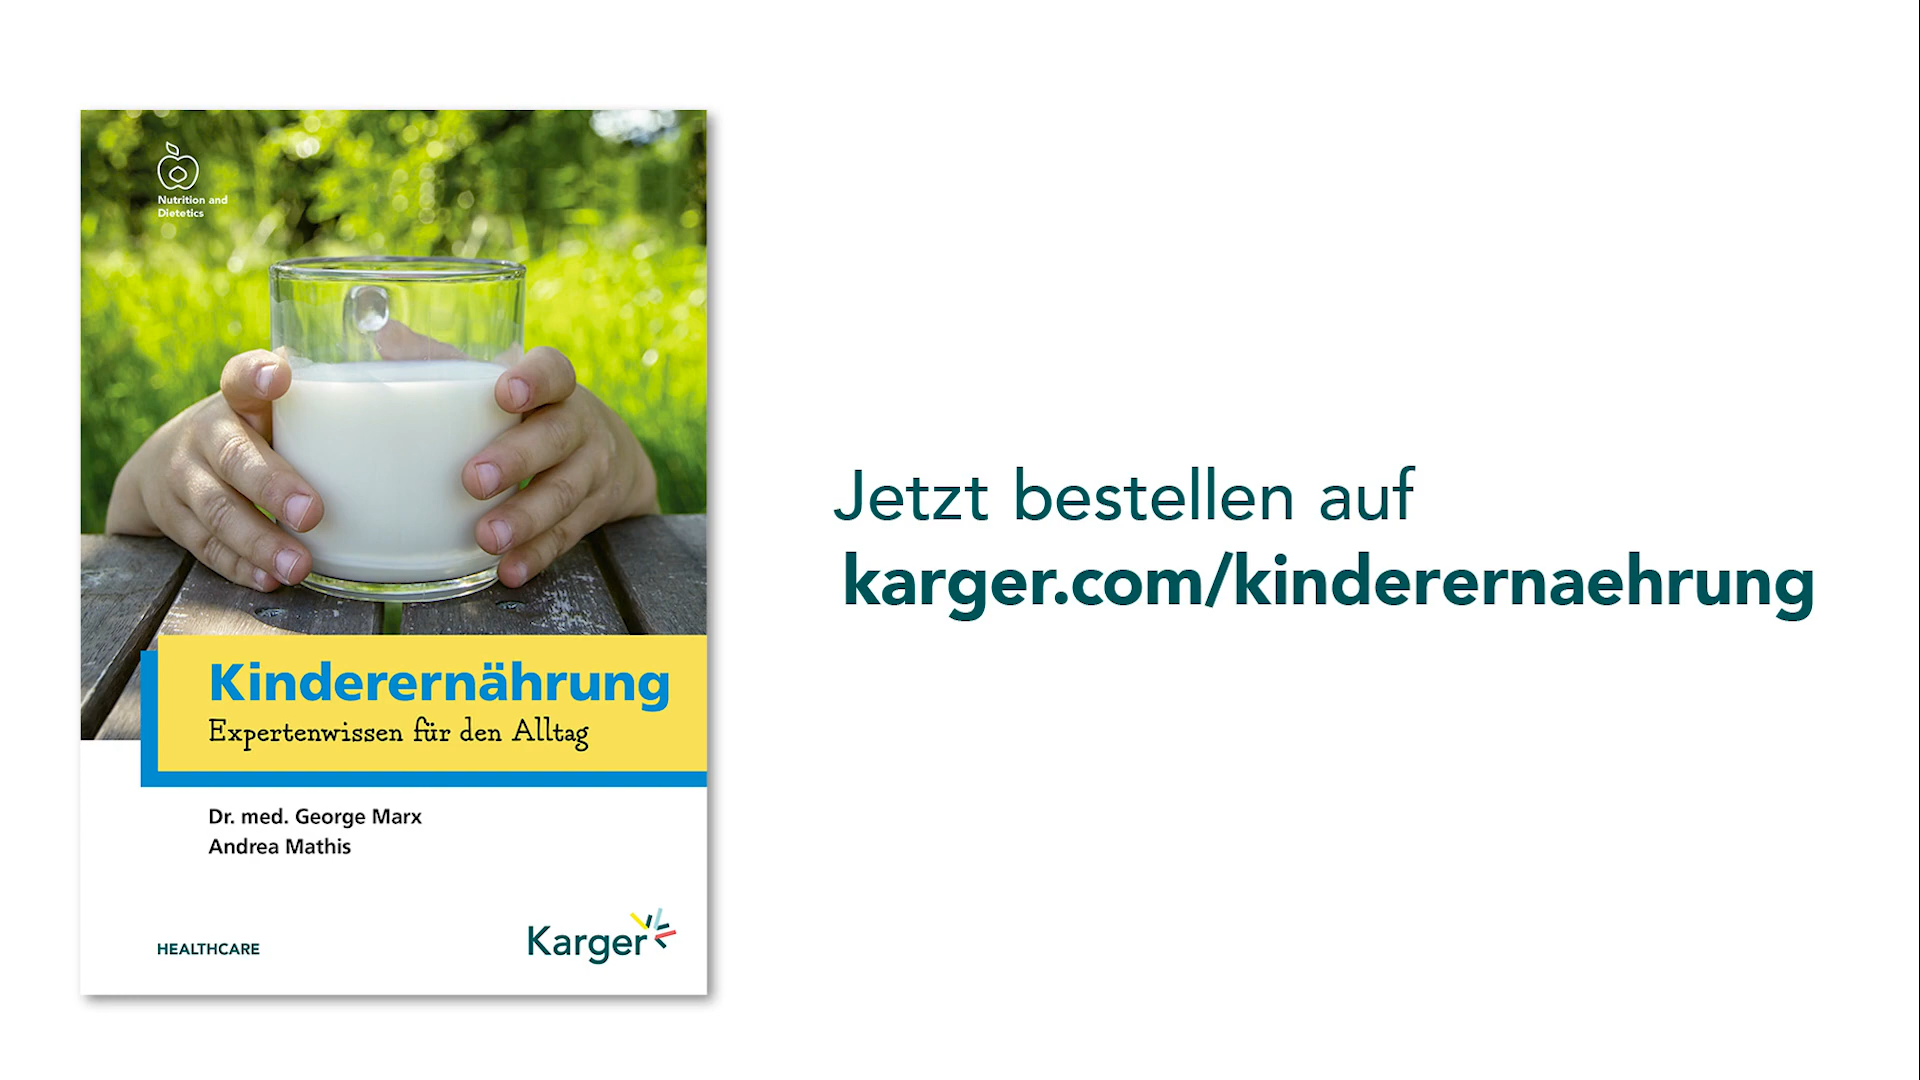 Nutrition and
Dietetics
Kinderernährung
Expertenwissen für den Alltag
Dr. med. George Marx
Andrea Mathis
HEALTHCARE
Karger
Jetzt bestellen auf
karger.com/kinderernaehrung